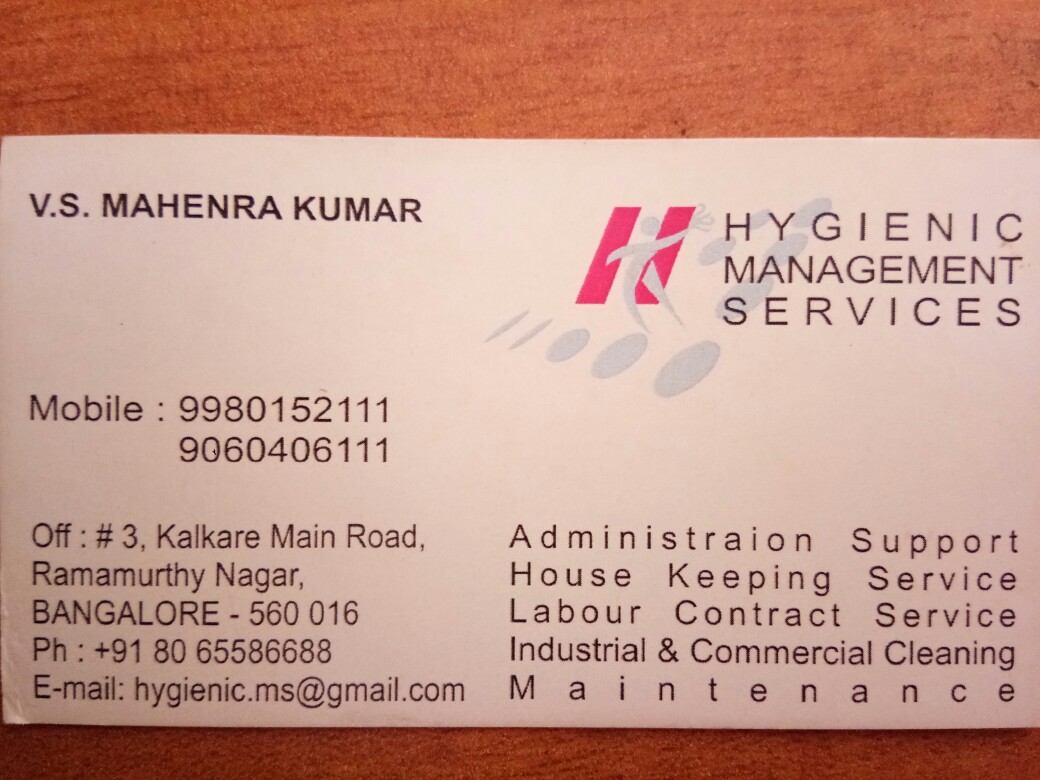 V.S. MAHENRA KUMAR
H
HYGIENIC
MANAGEMENT
SERVICES
Mobile : 9980152111
9060406111
Off : # 3, Kalkare Main Road,
Ramamurthy Nagar,
BANGALORE - 560 016
Ph : +91 80 65586688
E-mail: hygienic.ms@gmail.com
Administraion Support
House Keeping Service
Labour Contract Service
Industrial & Commercial Cleaning
Maintenance